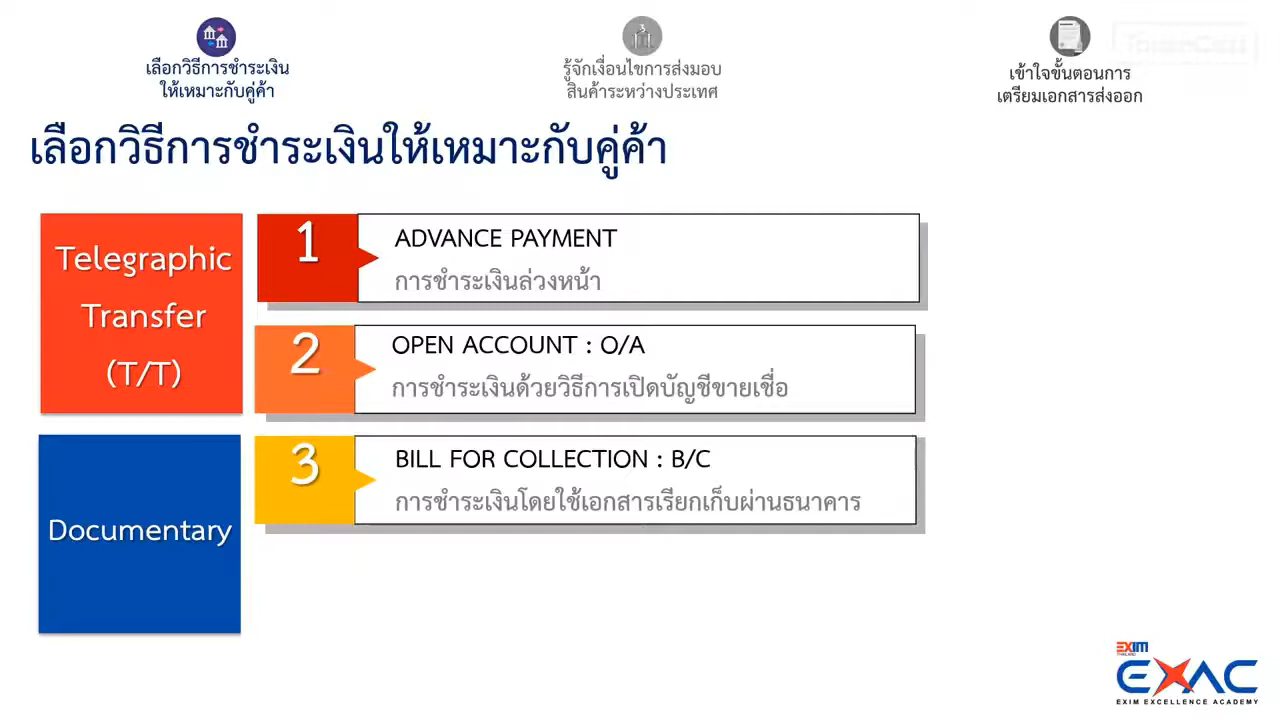 เลือกวิธีการชำระเงิน
ให้เหมาะกับคู่ค้า
รู้จักเงื่อนไขการส่งมอบ
สินค้าระหว่างประเทศ
เข้าใจขั้นตอนการ
เตรียมเอกสารส่งออก
เลือกวิธีการชำระเงินให้เหมาะกับคู่ค้า
Telegraphic
Transfer
(T/T)
1
ADVANCE PAYMENT
การชำระเงินล่วงหน้า
2
OPEN ACCOUNT : O/A
การชำระเงินด้วยวิธีการเปิดบัญชีขายเชื่อ
Documentary
3
BILL FOR COLLECTION : B/C
การชำระเงินโดยใช้เอกสารเรียกเก็บผ่านธนาคาร
EXIM
THAILAND
EXAC
EXIM EXCELLENCE ACADEMY